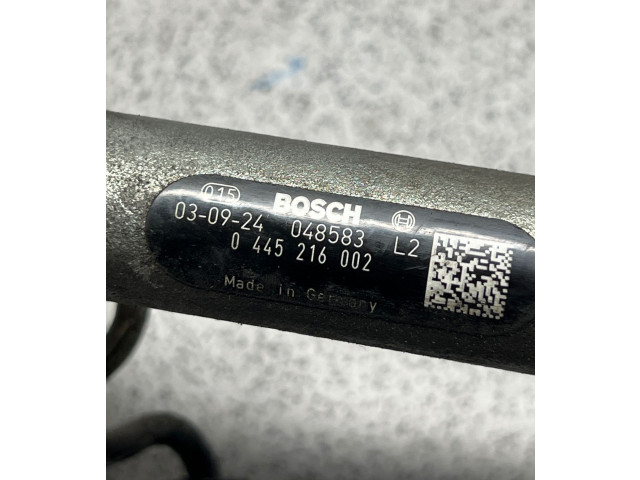 015 BOSCH
03-09-24 048583 L2
0 445 216 002
Made in Germany